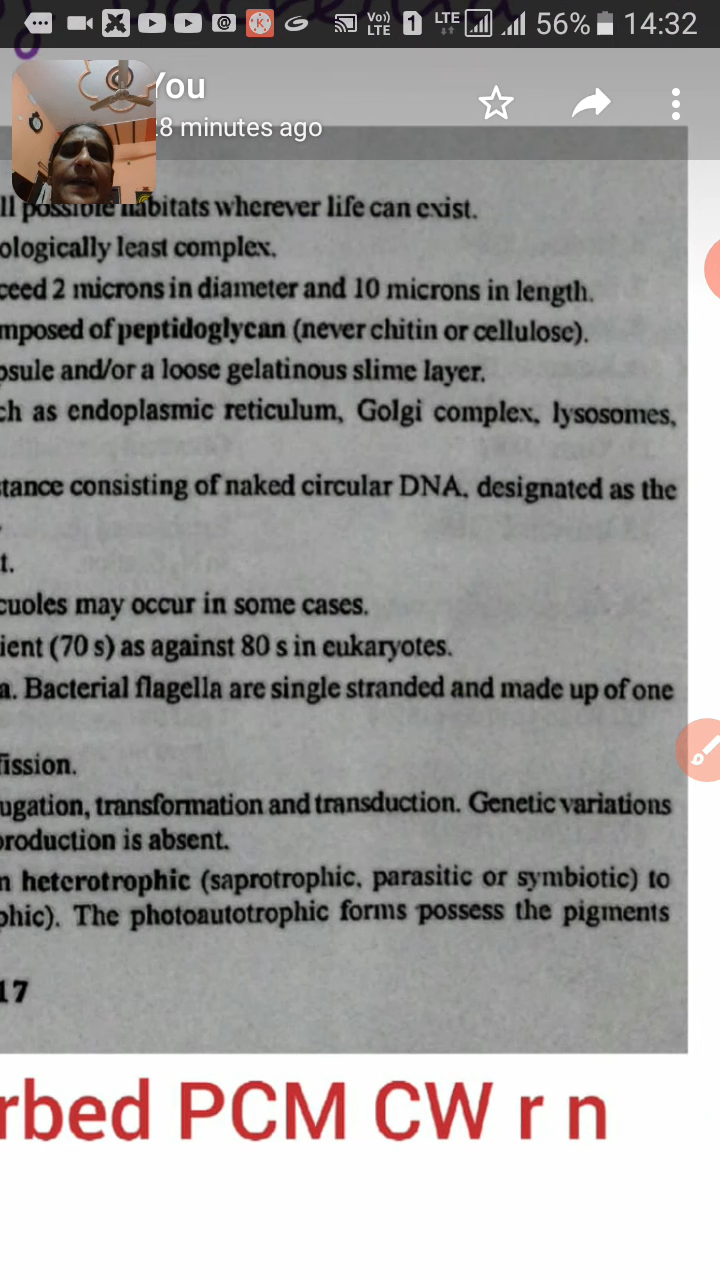 Vo)) LTE 1 LTE 56% 14:32
You
28 minutes ago
ll possible habitats wherever life can exist.
ologically least complex.
ceed 2 microns in diameter and 10 microns in length.
mposed of peptidoglycan (never chitin or cellulose).
psule and/or a loose gelatinous slime layer.
ch as endoplasmic reticulum, Golgi complex, lysosomes,
tance consisting of naked circular DNA, designated as the
t.
cuoles may occur in some cases.
ient (70 s) as against 80 s in eukaryotes.
a. Bacterial flagella are single stranded and made up of one
fission.
ugation, transformation and transduction. Genetic variations
production is absent.
n heterotrophic (saprotrophic, parasitic or symbiotic) to
phic). The photoautotrophic forms possess the pigments
17
rbed PCM CW r n